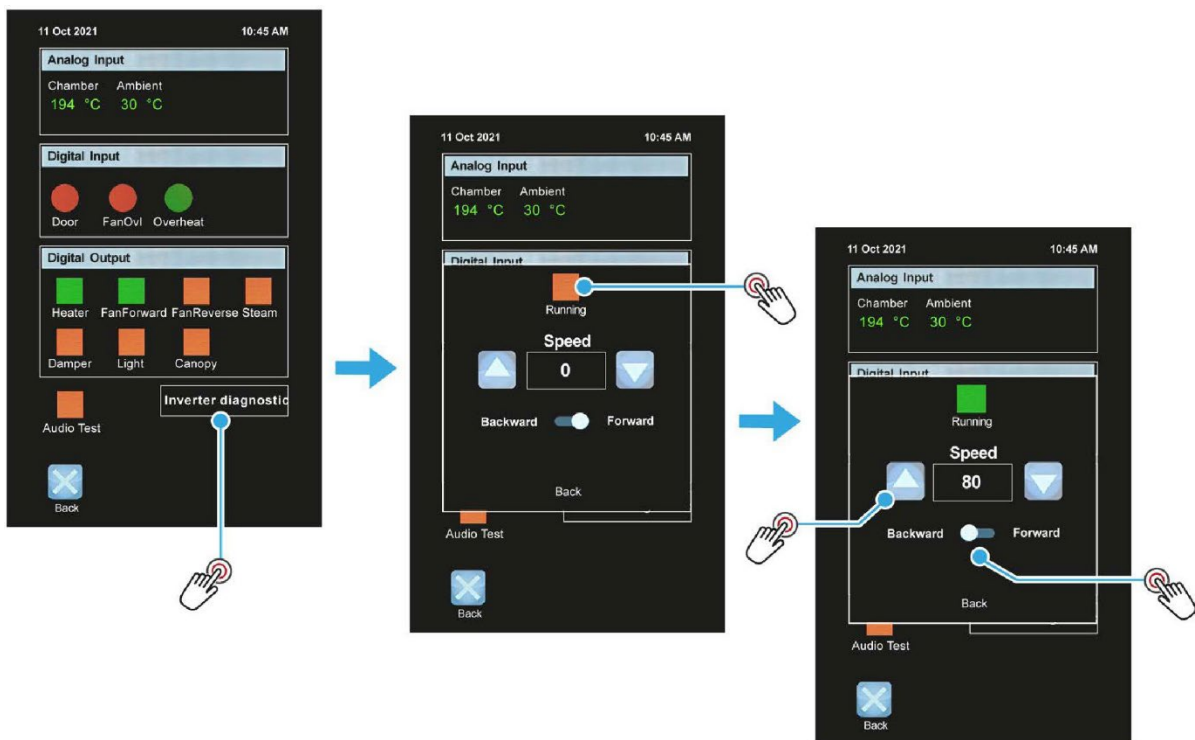 11 Oct 2021 10:45 AM
Analog Input
Chamber Ambient
194 °C 30 °C
Digital Input
Door FanOvl Overheat
Digital Output
Heater FanForward FanReverse Steam
Damper Light Canopy
Inverter diagnostic
Audio Test
Back
11 Oct 2021 10:45 AM
Analog Input
Chamber Ambient
194 °C 30 °C
Digital Input
Running
Speed
0
Backward Forward
Back
Audio Test
Back
11 Oct 2021 10:45 AM
Analog Input
Chamber Ambient
194 °C 30 °C
Digital Input
Running
Speed
80
Backward Forward
Back
Audio Test
Back